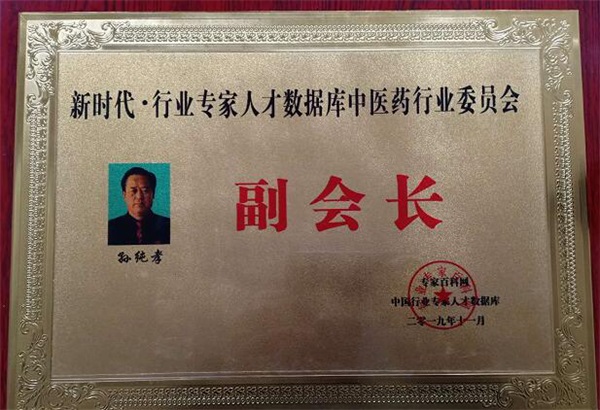 新时代·行业专家人才数据库中医药行业委员会
副会长
孙纯孝
专家百科网
中医行业专家人才数据库
二零一九年十一月